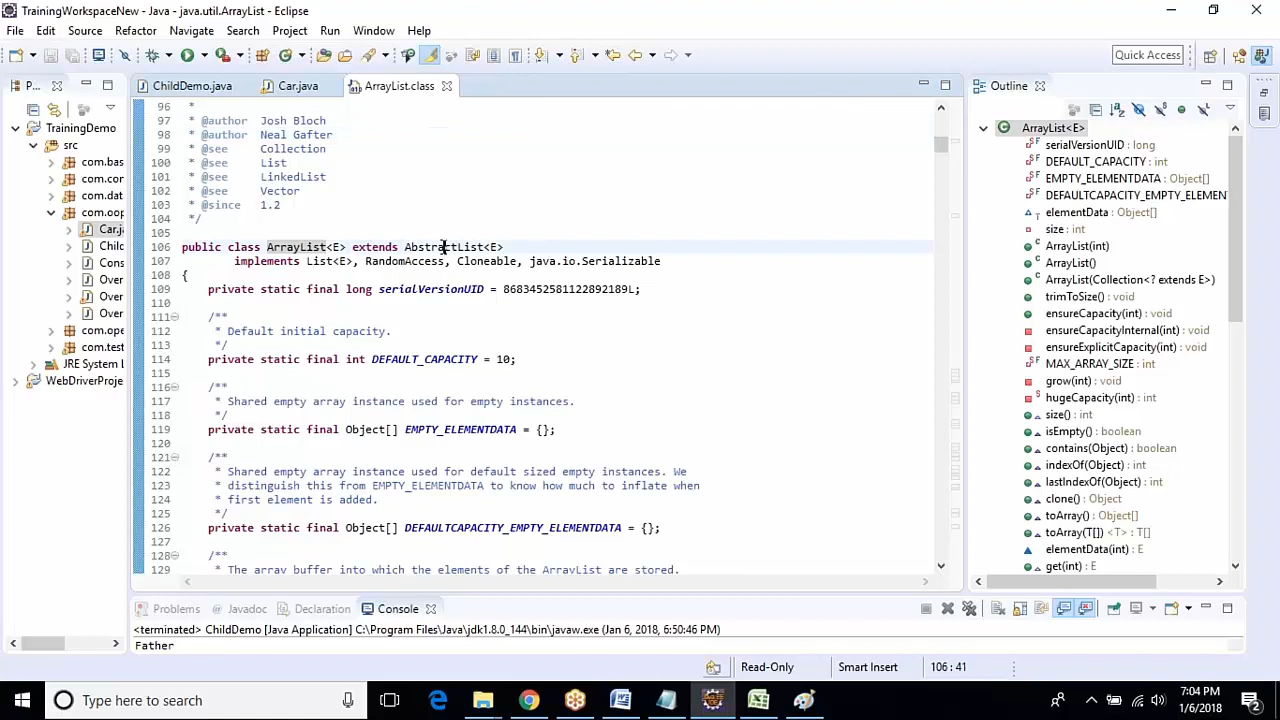 TrainingWorkspaceNew - Java - java.util.ArrayList - Eclipse
File Edit Source Refactor Navigate Search Project Run Window Help
Quick Access
P...
ChildDemo.java
Car.java
ArrayList.class
Outline
TrainingDemo
src
com.bas
com.cor
com.dat
com.oop
Car.j
Child
Cons
Over
Over
Over
com.ope
com.test
JRE System L
WebDriverProje
96 *
97 * @author Josh Bloch
98 * @author Neal Gafter
99 * @see Collection
100 * @see List
101 * @see LinkedList
102 * @see Vector
103 * @since 1.2
104 */
105
106 public class ArrayList<E> extends AbstractList<E>
107 implements List<E>, RandomAccess, Cloneable, java.io.Serializable
108 {
109 private static final long serialVersionUID = 8683452581122892189L;
110
111 /**
112 * Default initial capacity.
113 */
114 private static final int DEFAULT_CAPACITY = 10;
115
116 /**
117 * Shared empty array instance used for empty instances.
118 */
119 private static final Object[] EMPTY_ELEMENTDATA = {};
120
121 /**
122 * Shared empty array instance used for default sized empty instances. We
123 * distinguish this from EMPTY_ELEMENTDATA to know how much to inflate when
124 * first element is added.
125 */
126 private static final Object[] DEFAULTCAPACITY_EMPTY_ELEMENTDATA = {};
127
128 /**
129 * The array buffer into which the elements of the ArrayList are stored.
ArrayList<E>
serialVersionUID : long
DEFAULT_CAPACITY : int
EMPTY_ELEMENTDATA : Object[]
DEFAULTCAPACITY_EMPTY_ELEMEN
elementData : Object[]
size : int
ArrayList(int)
ArrayList()
ArrayList(Collection<? extends E>)
trimToSize() : void
ensureCapacity(int) : void
ensureCapacityInternal(int) : void
ensureExplicitCapacity(int) : void
MAX_ARRAY_SIZE : int
grow(int) : void
hugeCapacity(int) : int
size() : int
isEmpty() : boolean
contains(Object) : boolean
indexOf(Object) : int
lastIndexOf(Object) : int
clone() : Object
toArray() : Object[]
toArray(T[]) <T> : T[]
elementData(int) : E
get(int) : E
Problems @ Javadoc Declaration Console
<terminated> ChildDemo [Java Application] C:\Program Files\Java\jdk1.8.0_144\bin\javaw.exe (Jan 6, 2018, 6:50:46 PM)
Father
Read-Only Smart Insert 106 : 41
Type here to search
7:04 PM
1/6/2018
2